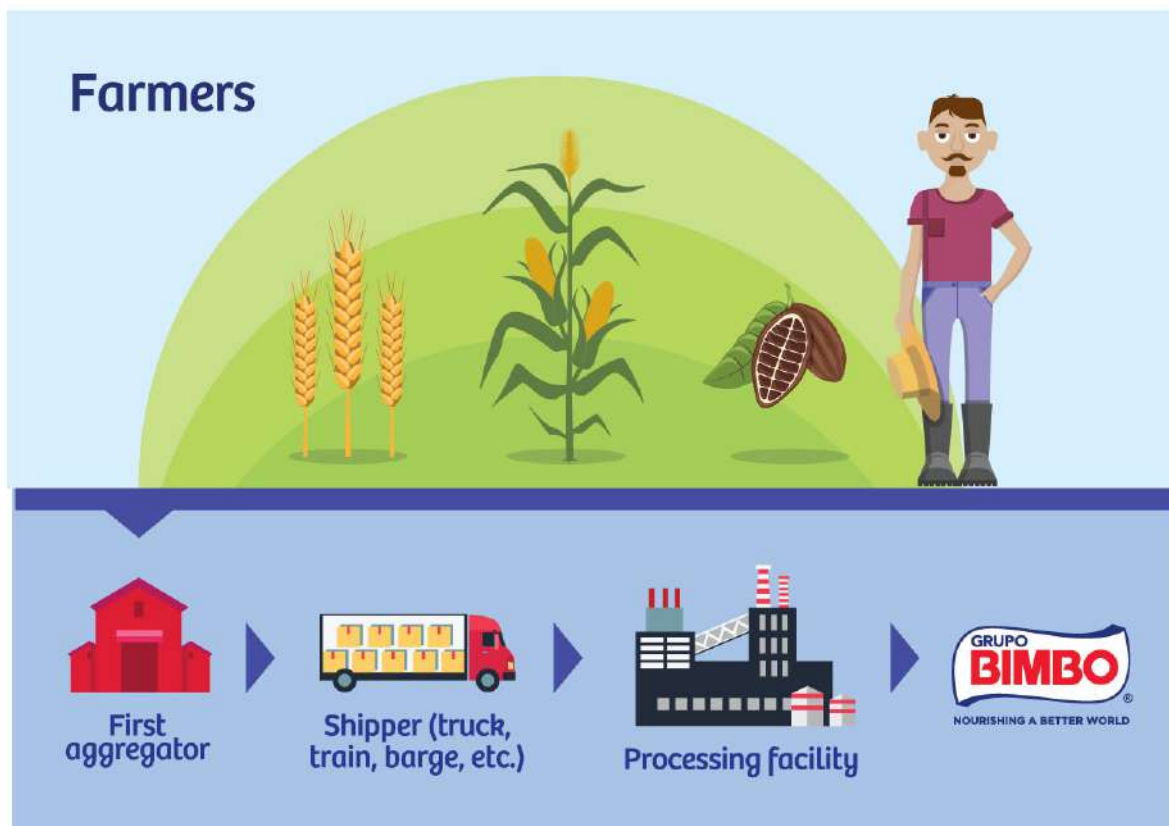 Farmers
First
aggregator
Shipper (truck,
train, barge, etc.)
Processing facility
GRUPO
BIMBO
®
NOURISHING A BETTER WORLD